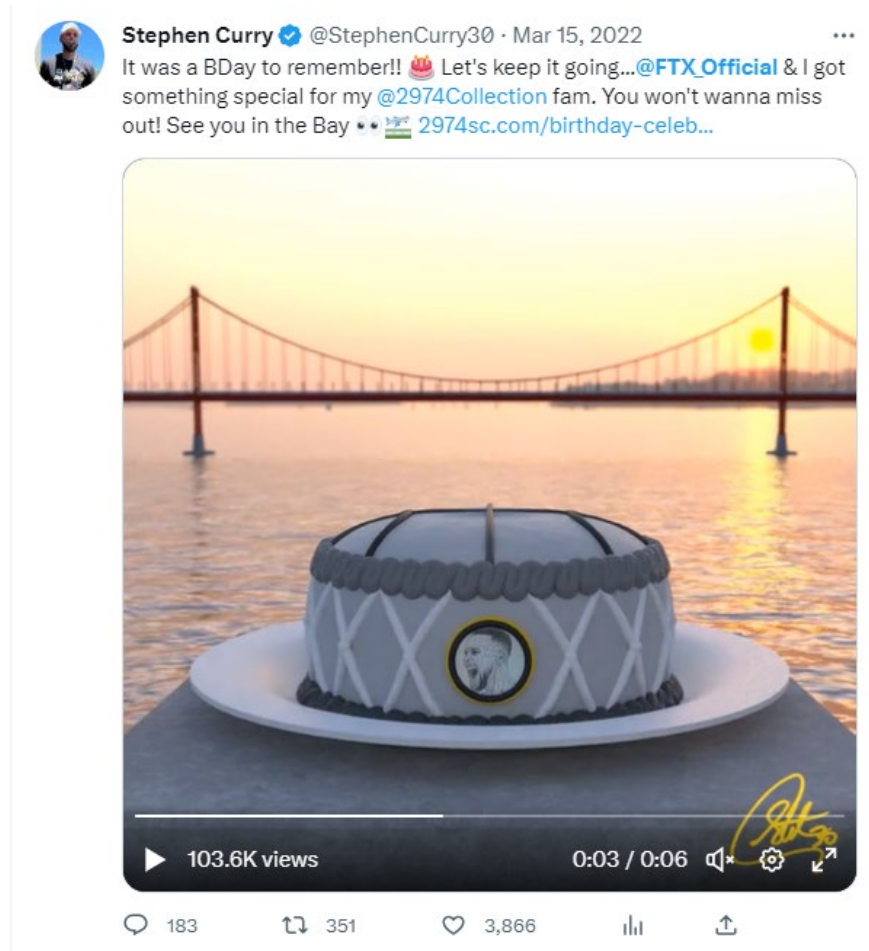 Stephen Curry @StephenCurry30 · Mar 15, 2022
It was a BDay to remember!! 🎂 Let's keep it going...@FTX_Official & I got
something special for my @2974Collection fam. You won't wanna miss
out! See you in the Bay 👀 2974sc.com/birthday-celeb...
103.6K views 0:03 / 0:06
183 351 3,866